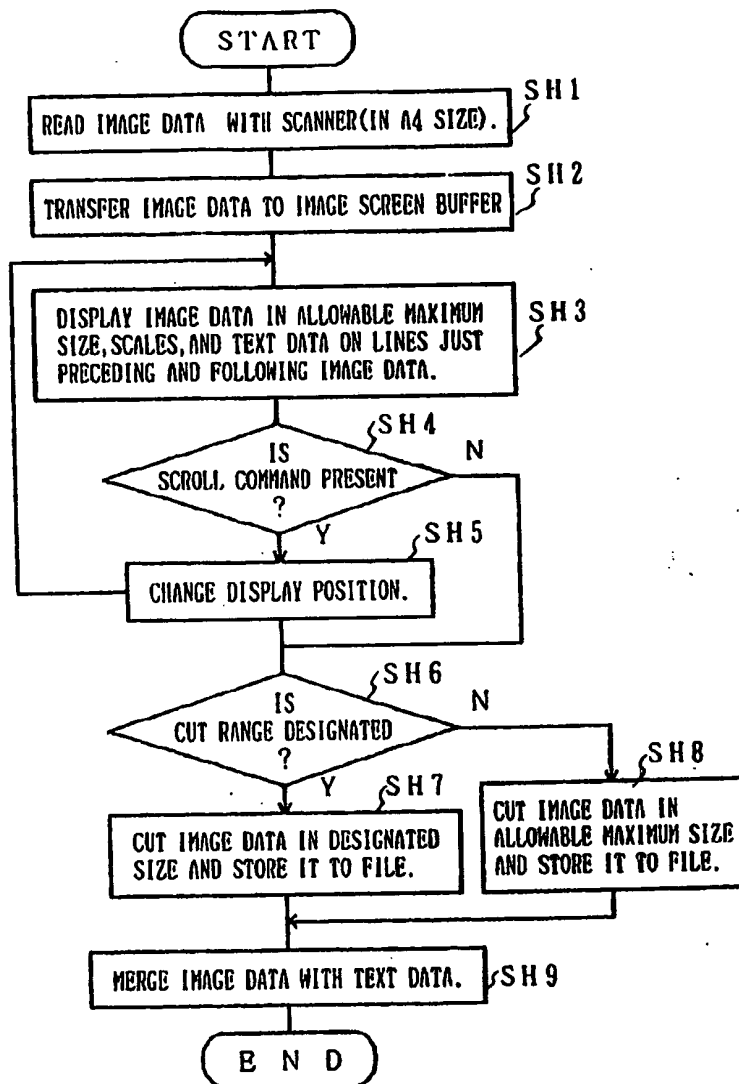 START
SH1
READ IMAGE DATA WITH SCANNER(IN A4 SIZE).
SH2
TRANSFER IMAGE DATA TO IMAGE SCREEN BUFFER
SH3
DISPLAY IMAGE DATA IN ALLOWABLE MAXIMUM
SIZE,SCALES,AND TEXT DATA ON LINES JUST
PRECEDING AND FOLLOWING IMAGE DATA.
SH4
IS
SCROLL COMMAND PRESENT
?
N
Y
SH5
CHANGE DISPLAY POSITION.
SH6
IS
CUT RANGE DESIGNATED
?
N
Y
SH7
CUT IMAGE DATA IN DESIGNATED
SIZE AND STORE IT TO FILE.
SH8
CUT IMAGE DATA IN
ALLOWABLE MAXIMUM SIZE
AND STORE IT TO FILE.
MERGE IMAGE DATA WITH TEXT DATA.
SH9
END